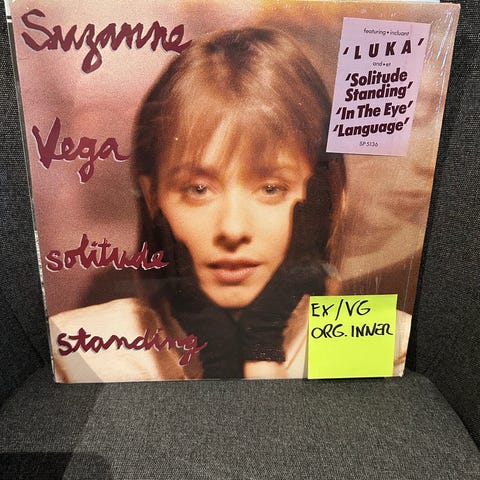 Suzanne
Vega
solitude
standing
featuring • incluant
'LUKA'
and • et
'Solitude
Standing'
'In The Eye'
'Language'
SP 5136
EX/VG
ORG. INNER